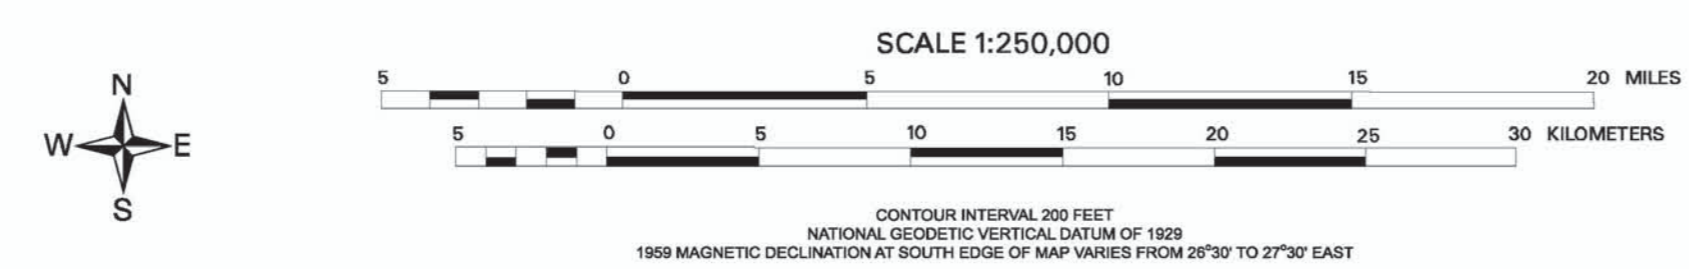 SCALE 1:250,000
5 0 5 10 15 20 MILES
5 0 5 10 15 20 25 30 KILOMETERS
N
W E
S
CONTOUR INTERVAL 200 FEET
NATIONAL GEODETIC VERTICAL DATUM OF 1929
1959 MAGNETIC DECLINATION AT SOUTH EDGE OF MAP VARIES FROM 26°30' TO 27°30' EAST